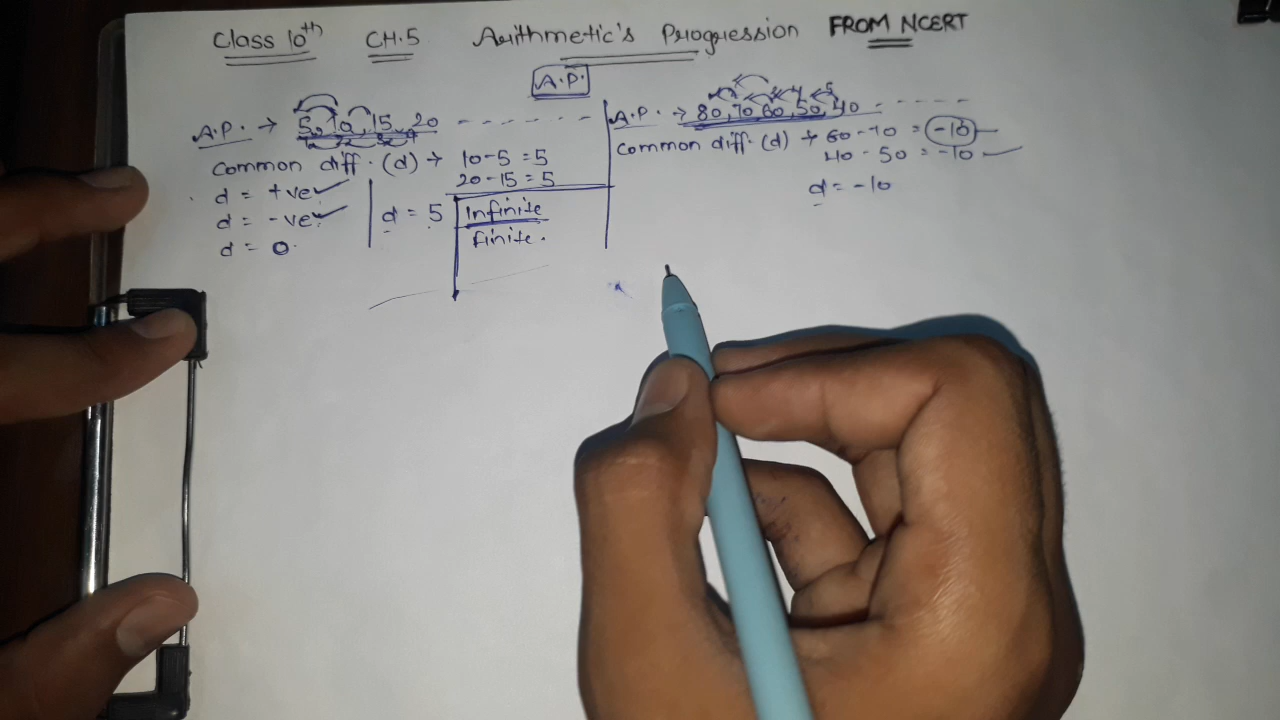 Class 10th CH.5 Arithmetic's Progression FROM NCERT
A.P.
A.P. → 5, 10, 15, 20 - - - - - - -
Common diff. (d) → 10-5 = 5
20-15 = 5
d = +ve ✓
d = -ve ✓
d = 0.
d = 5
Infinite
finite.
A.P. → 80, 70, 60, 50, 40 - - - - - -
Common diff. (d) → 60-70 = -10
40 - 50 = -10 ✓
d = -10